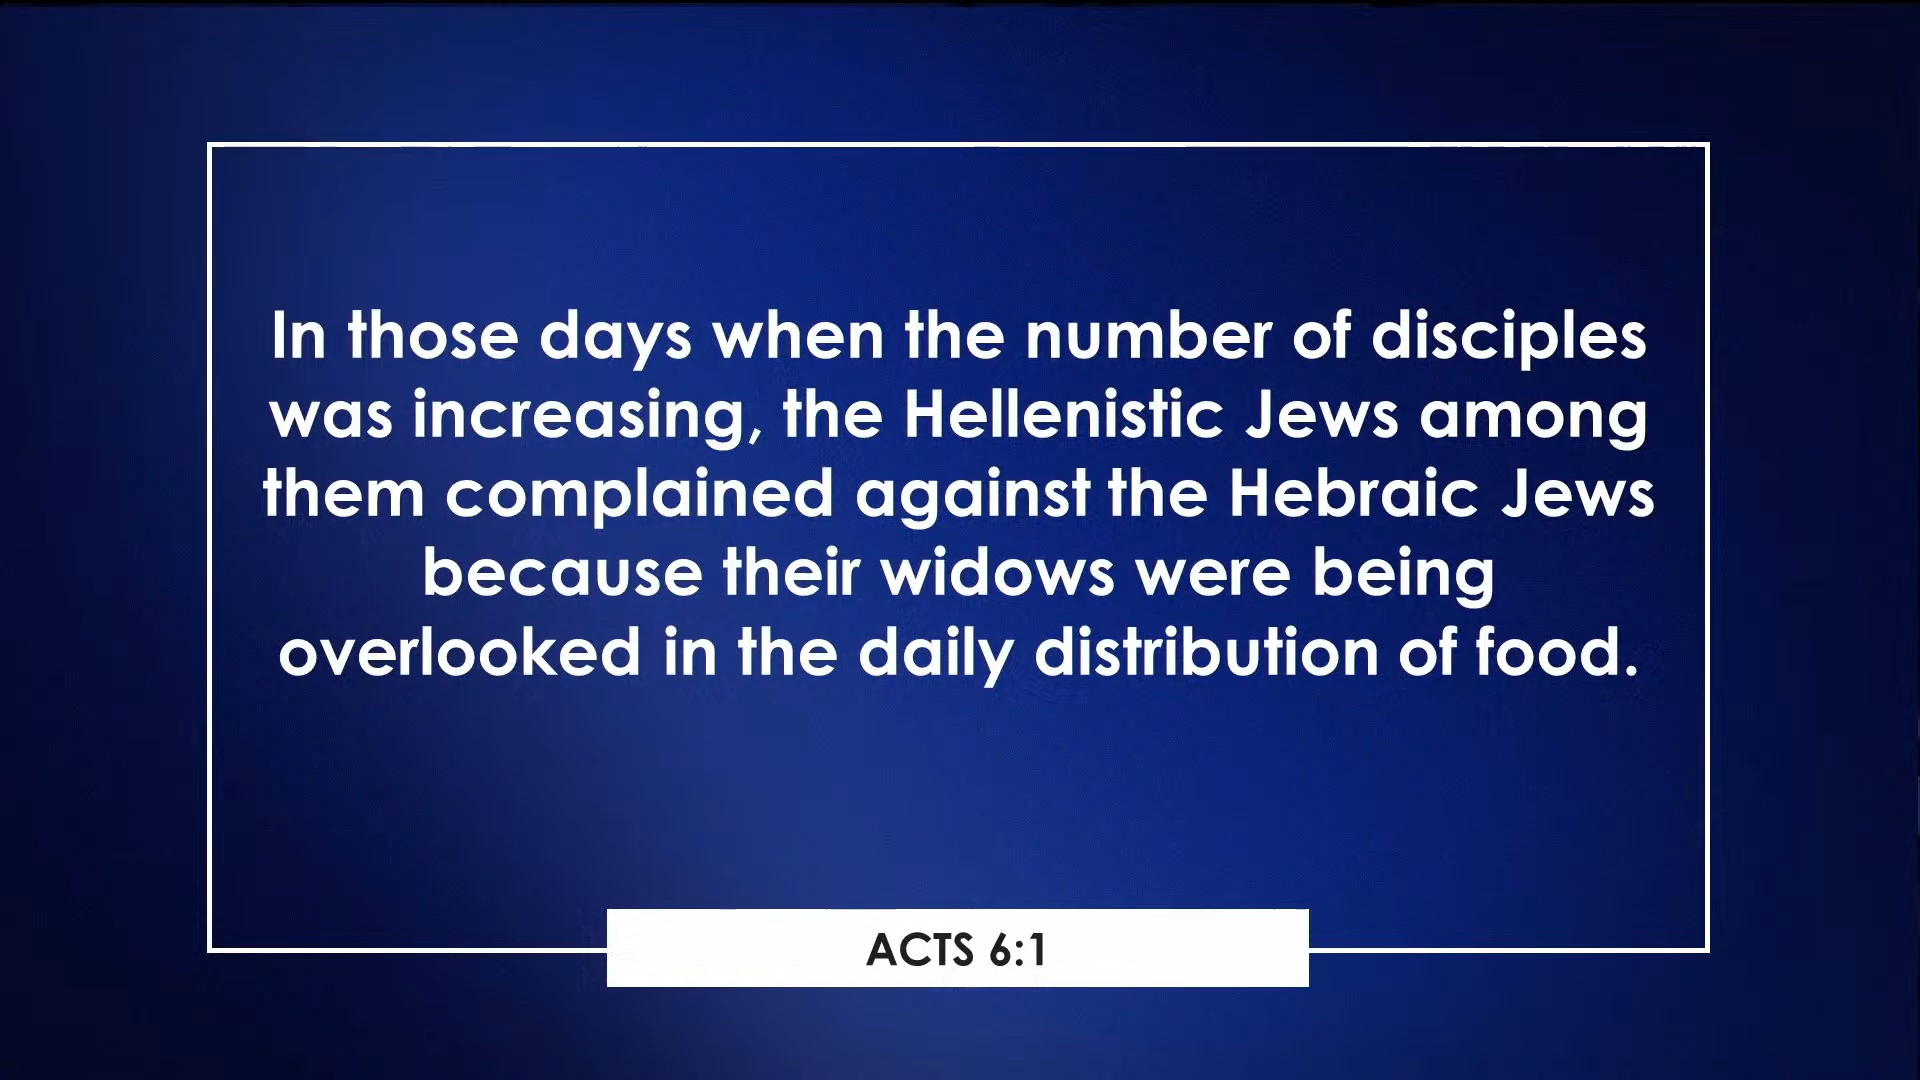 In those days when the number of disciples
was increasing, the Hellenistic Jews among
them complained against the Hebraic Jews
because their widows were being
overlooked in the daily distribution of food.
ACTS 6:1